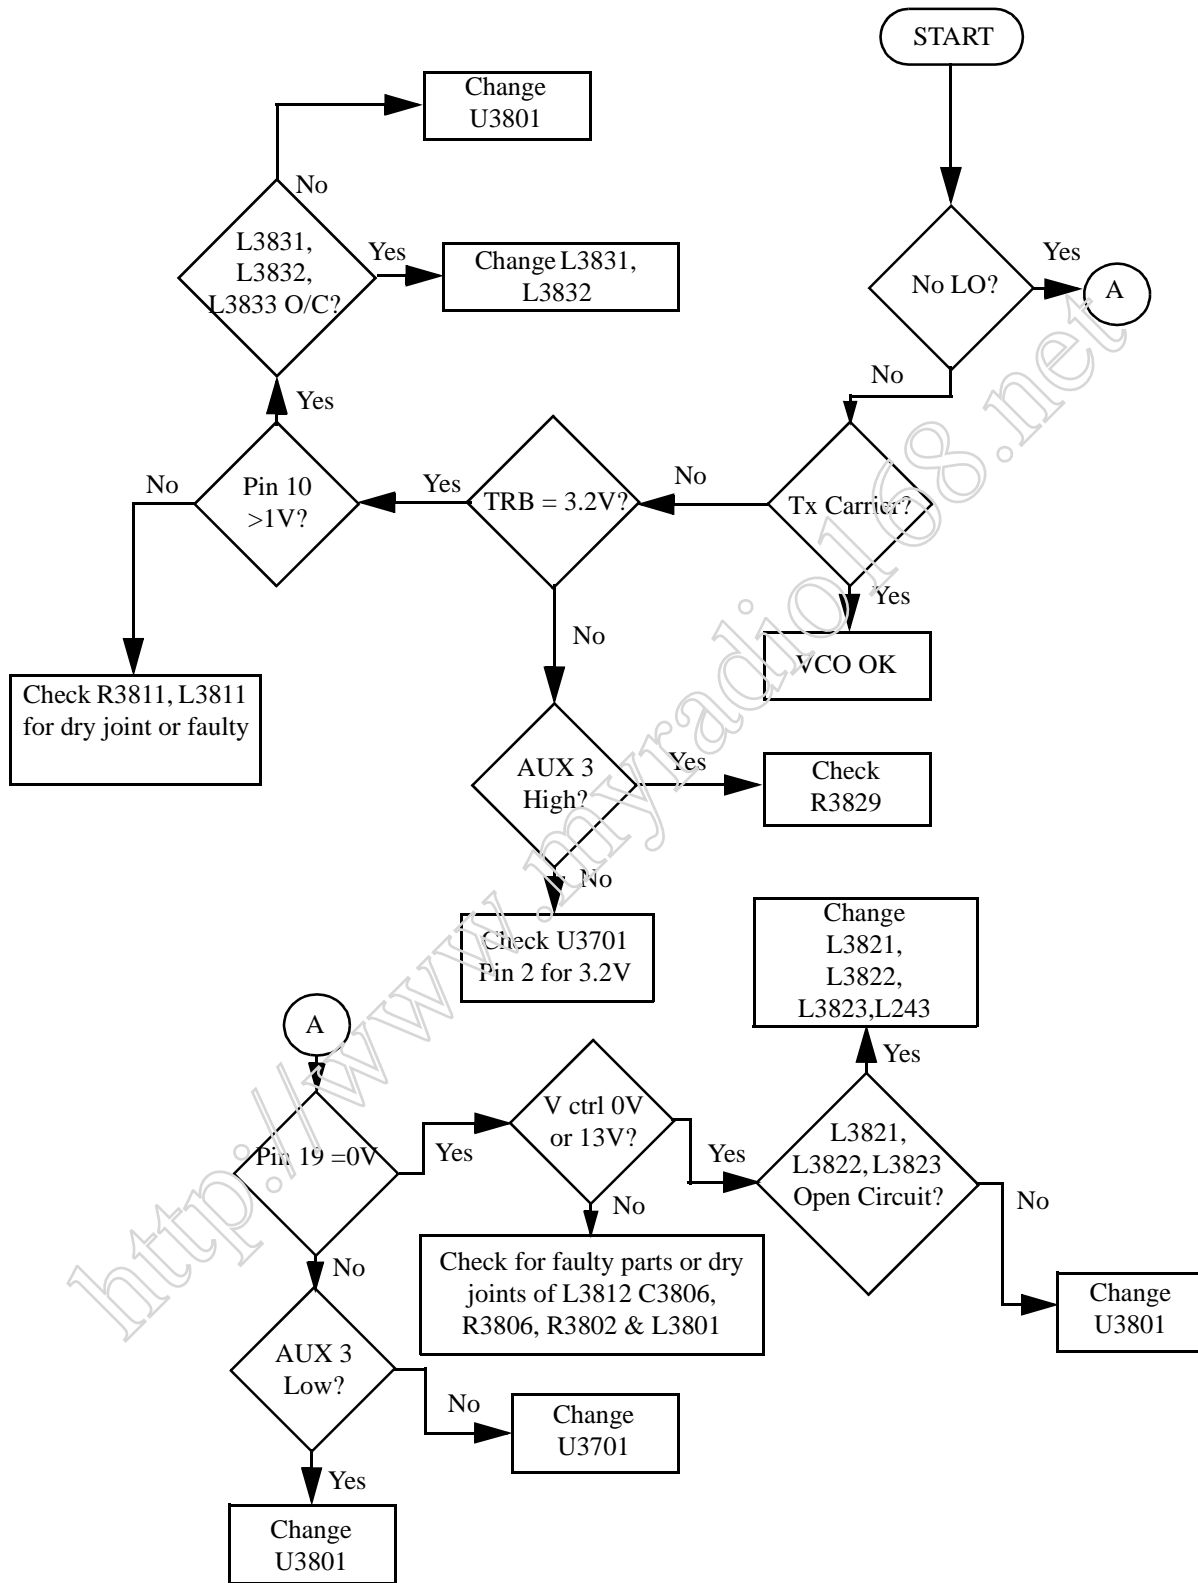 START
Change
U3801
No
L3831,
L3832,
L3833 O/C?
Yes
Change L3831,
L3832
No LO?
Yes
A
No
Yes
Pin 10
>1V?
No
Yes
TRB = 3.2V?
No
Tx Carrier?
Yes
VCO OK
No
Check R3811, L3811
for dry joint or faulty
AUX 3
High?
Yes
Check
R3829
No
Check U3701
Pin 2 for 3.2V
Change
L3821,
L3822,
L3823,L243
Yes
A
Pin 19 =0V
Yes
V ctrl 0V
or 13V?
Yes
L3821,
L3822, L3823
Open Circuit?
No
Change
U3801
No
Check for faulty parts or dry
joints of L3812 C3806,
R3806, R3802 & L3801
No
AUX 3
Low?
No
Change
U3701
Yes
Change
U3801
http://www.myradio168.net